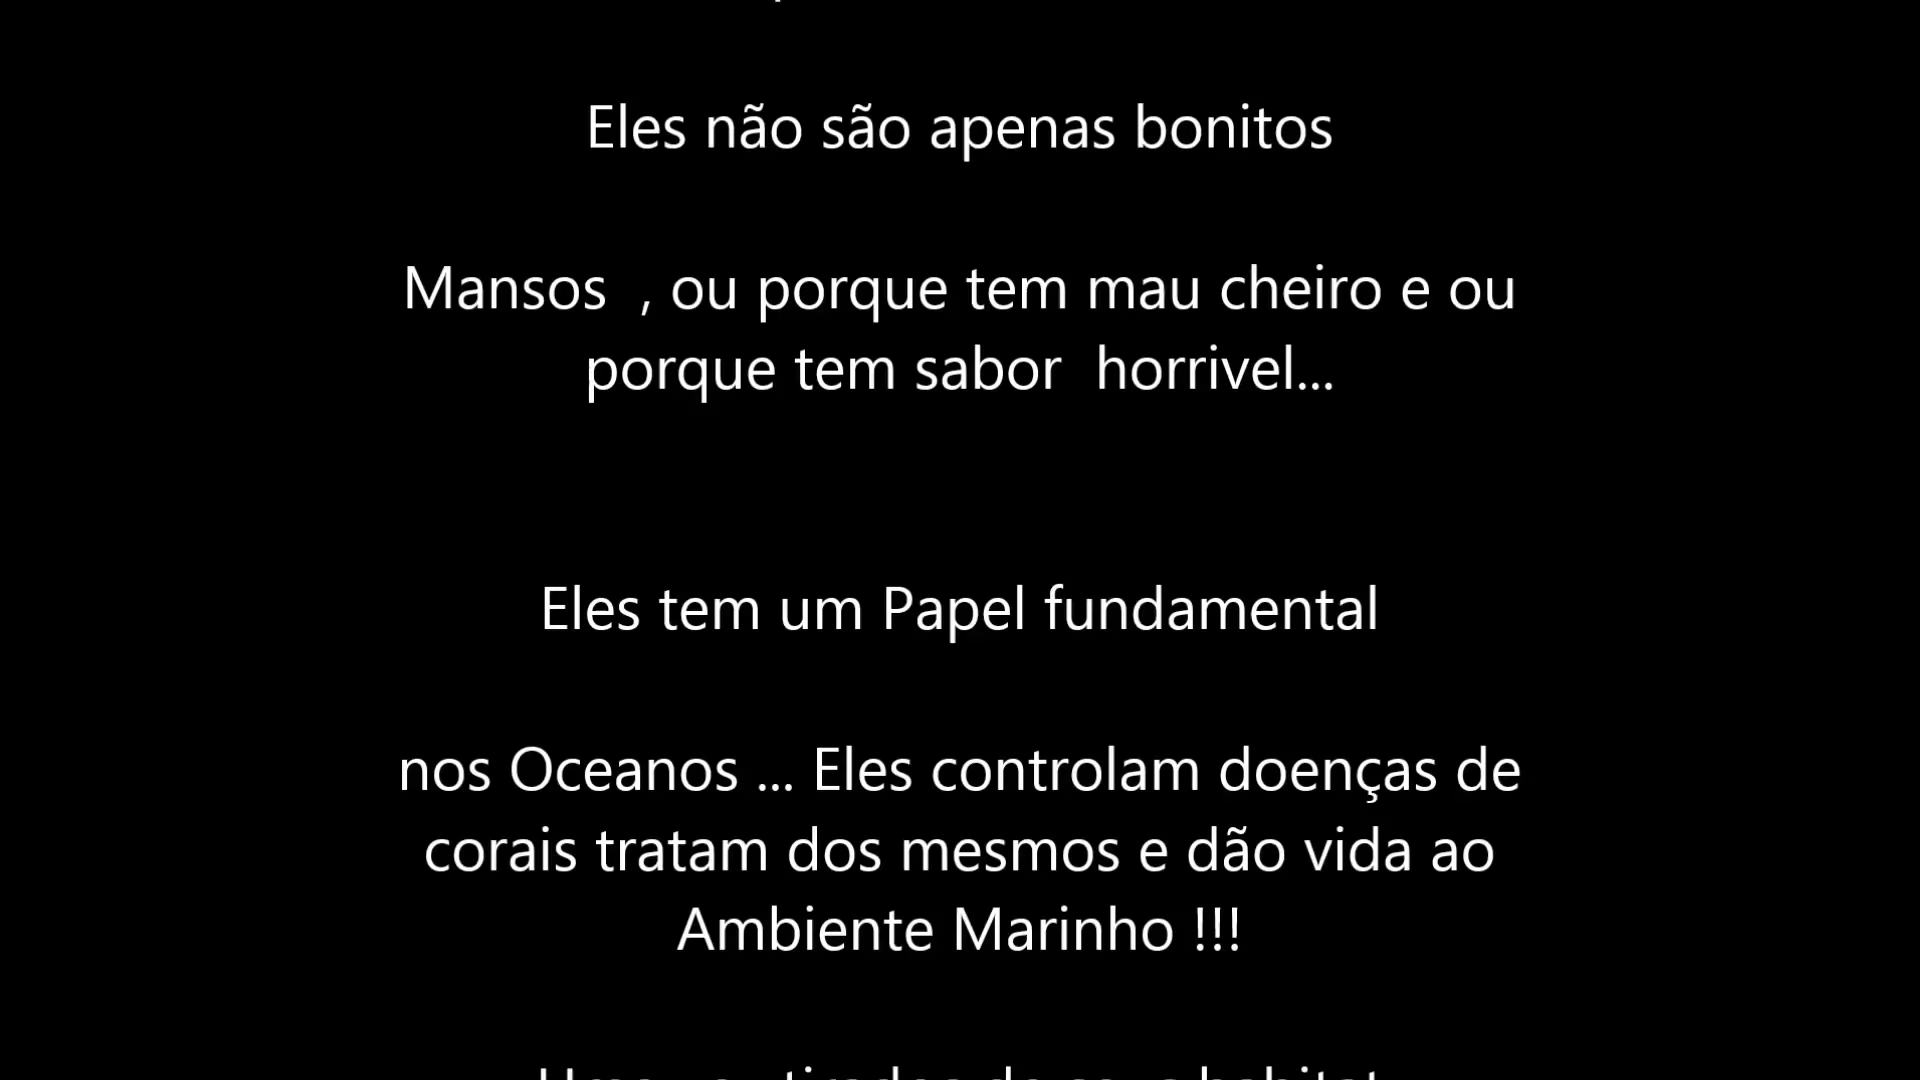 Eles não são apenas bonitos
Mansos , ou porque tem mau cheiro e ou
porque tem sabor horrivel...
Eles tem um Papel fundamental
nos Oceanos ... Eles controlam doenças de
corais tratam dos mesmos e dão vida ao
Ambiente Marinho !!!